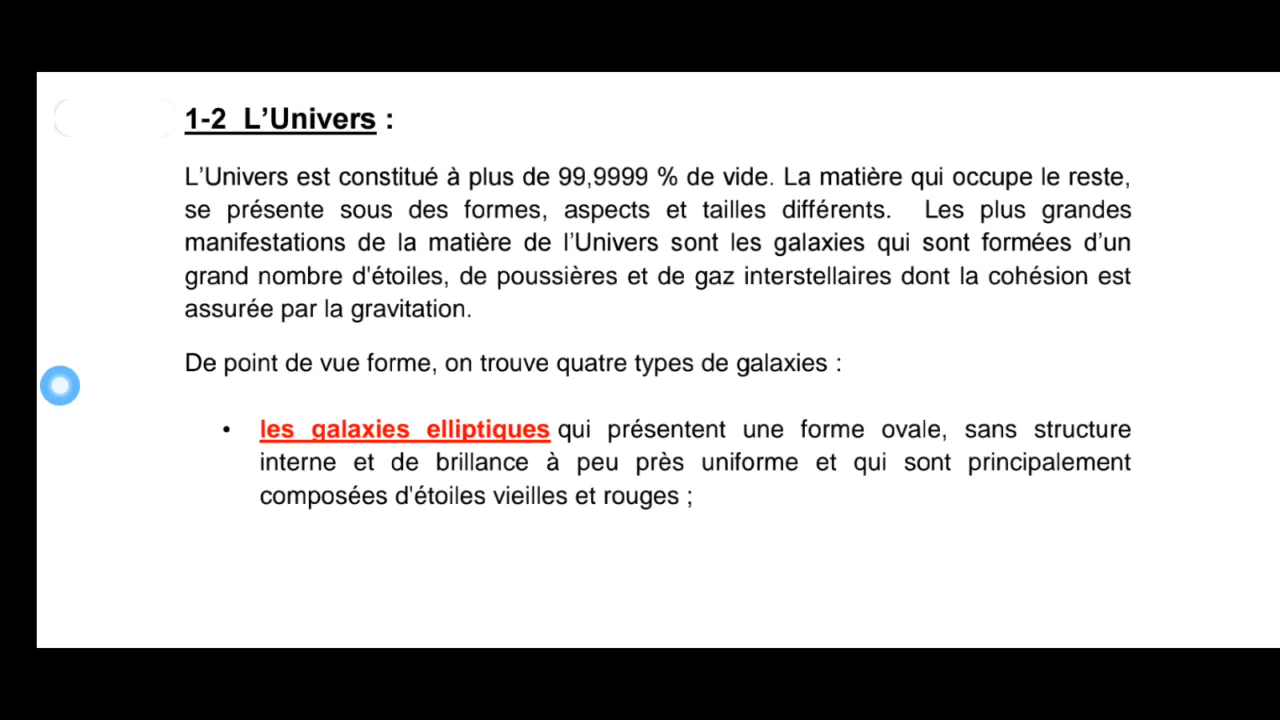 1-2 L’Univers :
L’Univers est constitué à plus de 99,9999 % de vide. La matière qui occupe le reste,
se présente sous des formes, aspects et tailles différents. Les plus grandes
manifestations de la matière de l’Univers sont les galaxies qui sont formées d’un
grand nombre d'étoiles, de poussières et de gaz interstellaires dont la cohésion est
assurée par la gravitation.
De point de vue forme, on trouve quatre types de galaxies :
• les galaxies elliptiques qui présentent une forme ovale, sans structure
interne et de brillance à peu près uniforme et qui sont principalement
composées d'étoiles vieilles et rouges ;